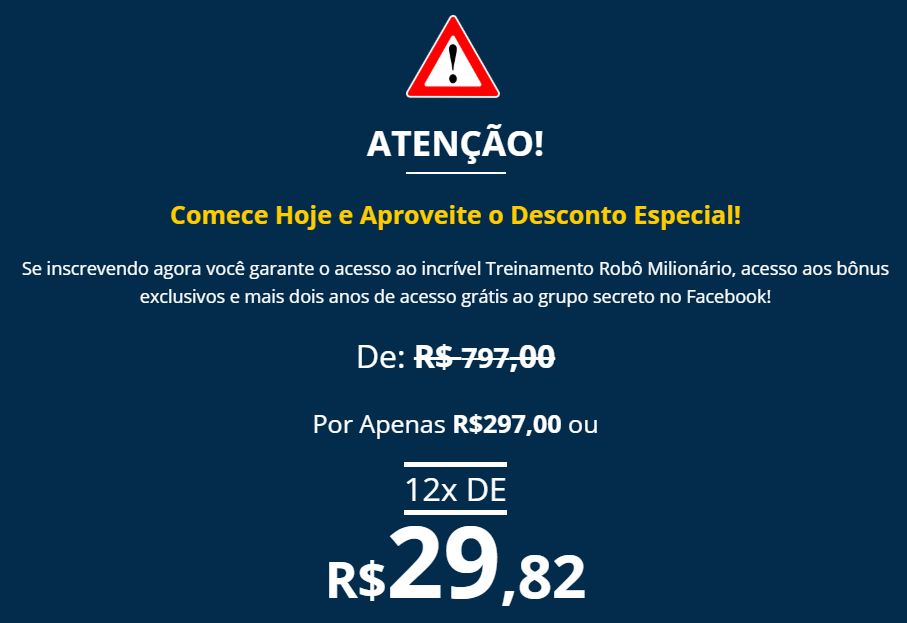 ATENÇÃO!
Comece Hoje e Aproveite o Desconto Especial!
Se inscrevendo agora você garante o acesso ao incrível Treinamento Robô Milionário, acesso aos bônus
exclusivos e mais dois anos de acesso grátis ao grupo secreto no Facebook!
De: R$ 797,00
Por Apenas R$297,00 ou
12x DE
R$29,82